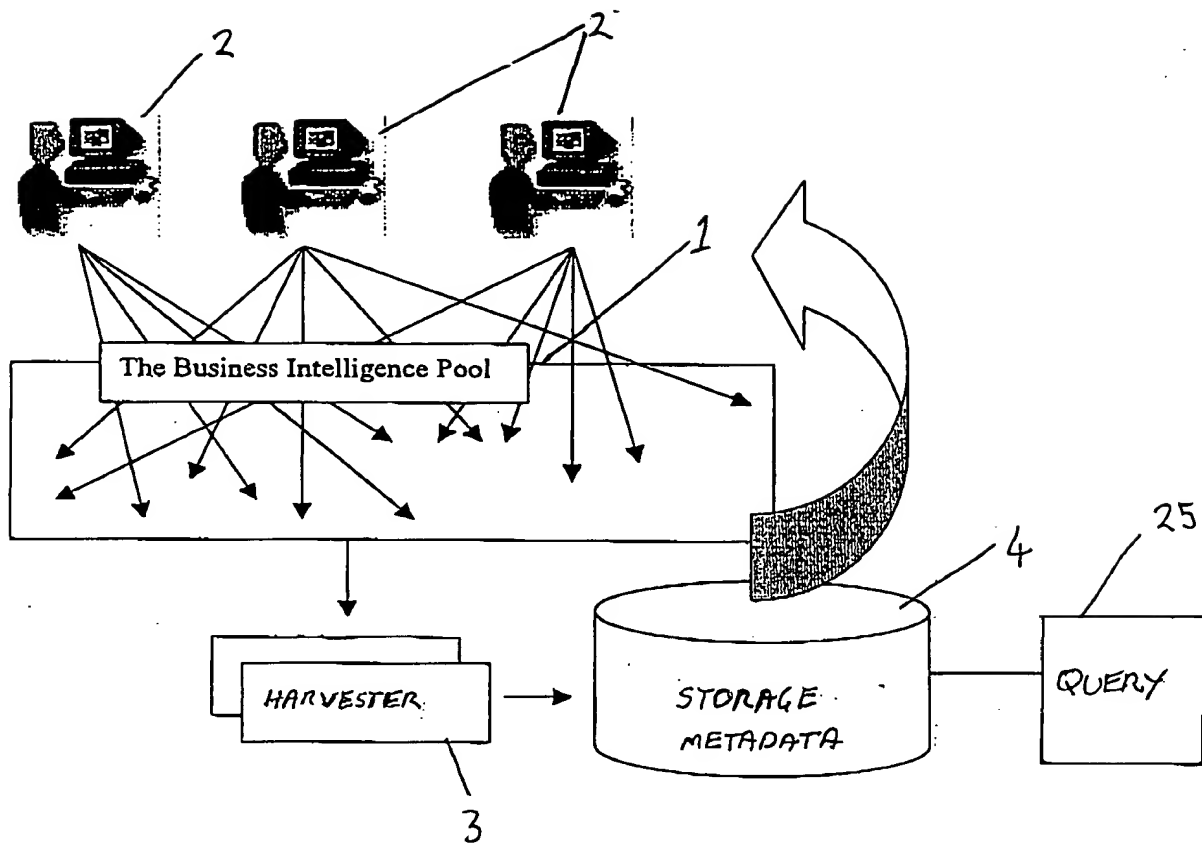 2
2
1
The Business Intelligence Pool
25
4
HARVESTER
STORAGE
METADATA
QUERY
3